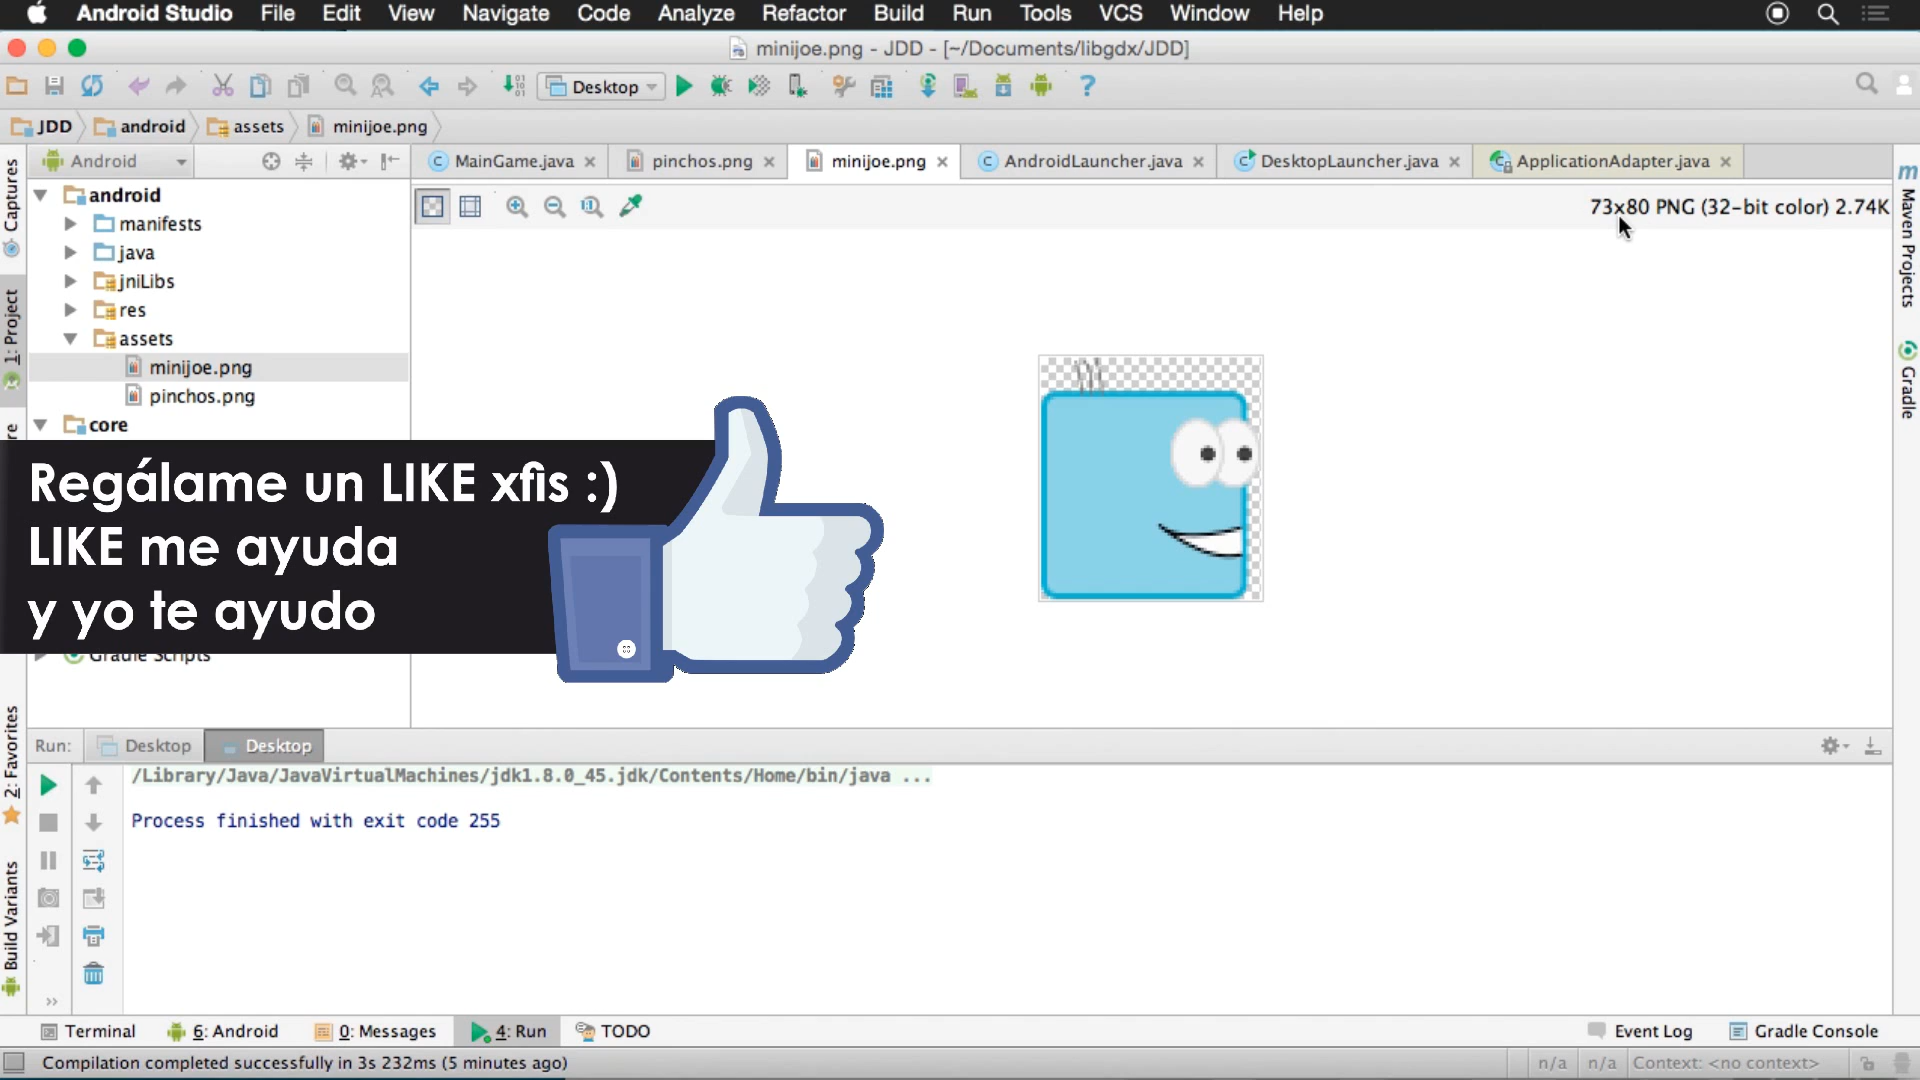 Android Studio File Edit View Navigate Code Analyze Refactor Build Run Tools VCS Window Help
minijoe.png - JDD - [~/Documents/libgdx/JDD]
Desktop
JDD android assets minijoe.png
Android
MainGame.java pinchos.png minijoe.png AndroidLauncher.java DesktopLauncher.java ApplicationAdapter.java
73x80 PNG (32-bit color) 2.74K
Captures
1: Project
2: Favorites
Build Variants
android
manifests
java
jniLibs
res
assets
minijoe.png
pinchos.png
core
Regálame un LIKE xfis :)
LIKE me ayuda
y yo te ayudo
Gradle Scripts
Maven Projects
Gradle
Run: Desktop Desktop
/Library/Java/JavaVirtualMachines/jdk1.8.0_45.jdk/Contents/Home/bin/java ...
Process finished with exit code 255
Terminal 6: Android 0: Messages 4: Run TODO Event Log Gradle Console
Compilation completed successfully in 3s 232ms (5 minutes ago) n/a n/a Context: <no context>